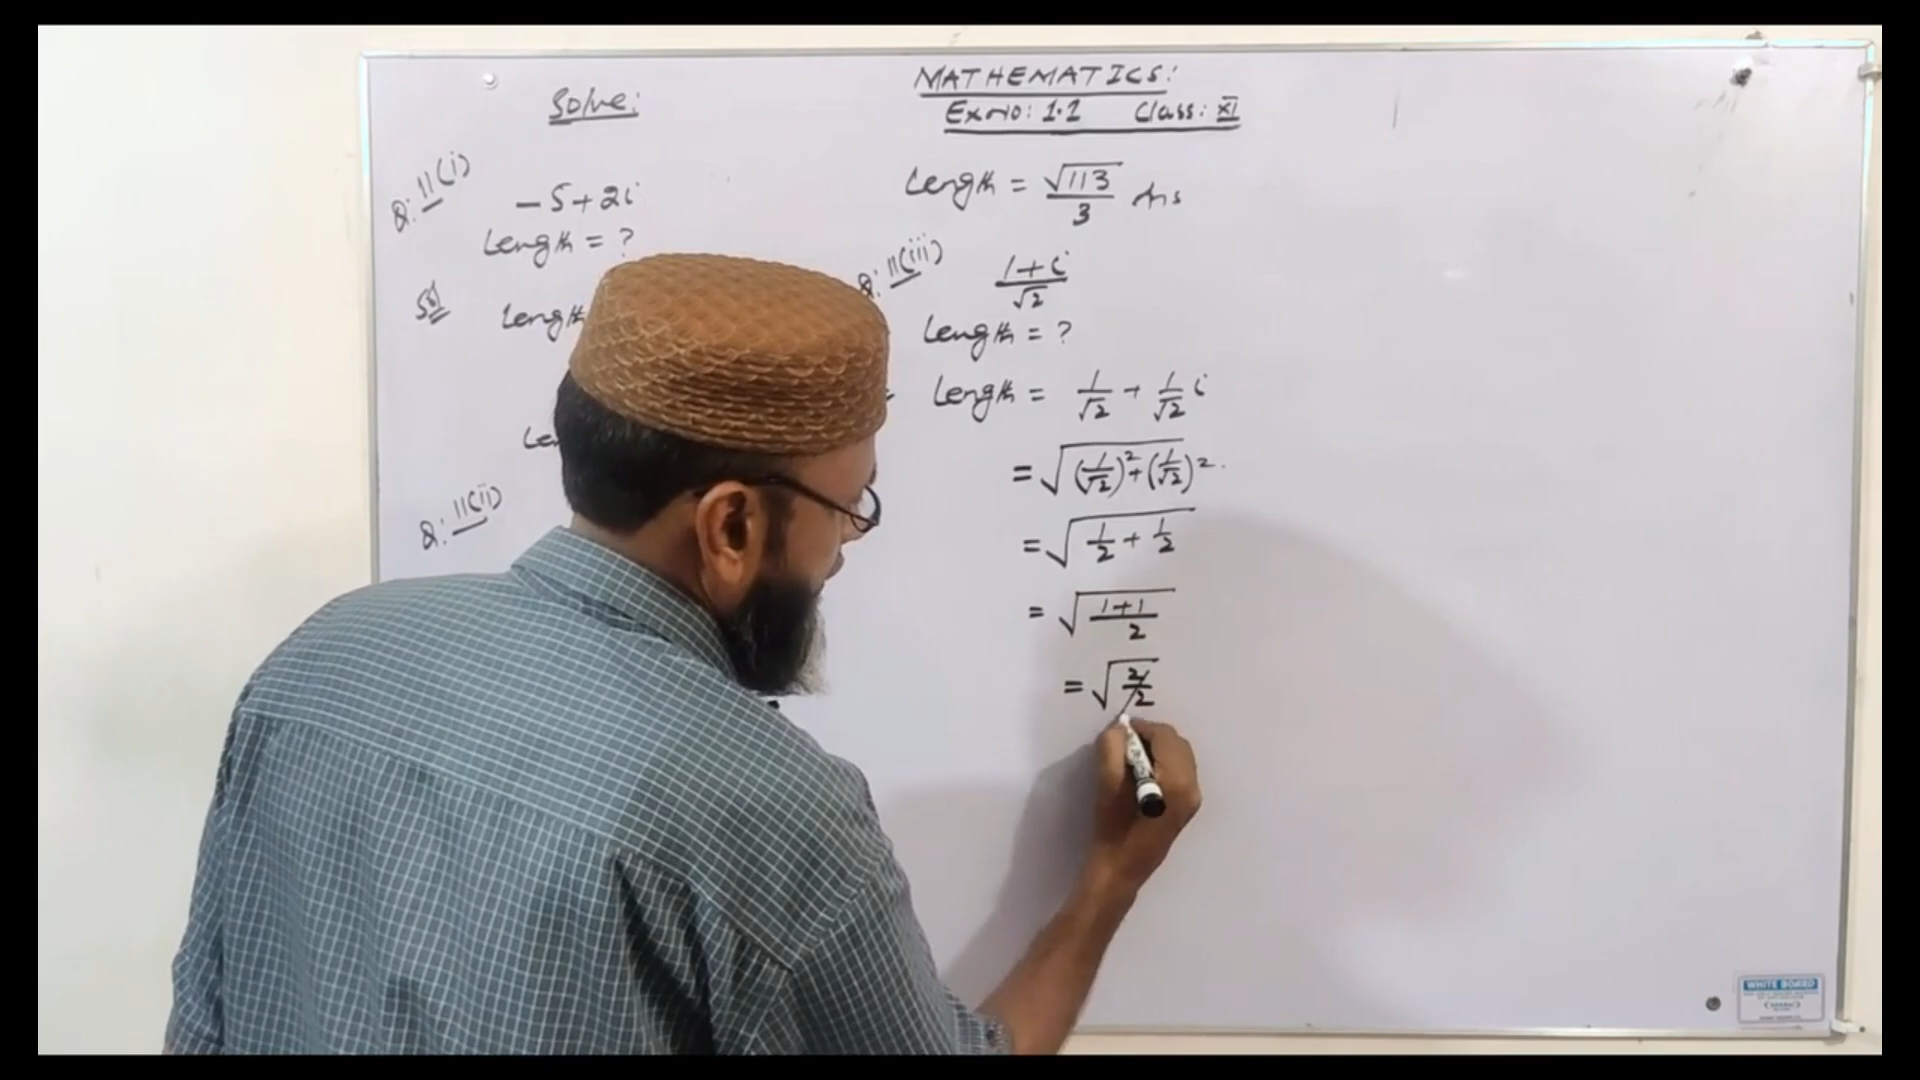 MATHEMATICS:
Ex NO: 1.1 Class: XI
Solve:
Q: 11(i) -5+2i
Length = ?
Sol Length
Len
Q: 11(ii)
Length = √113/3 Ans
Q: 11(iii) 1+i/√2
Length = ?
= Length = 1/√2 + 1/√2 i
= √(1/√2)²+(1/√2)².
= √1/2 + 1/2
= √1+1/2
= √2/2
WHITE BOARD